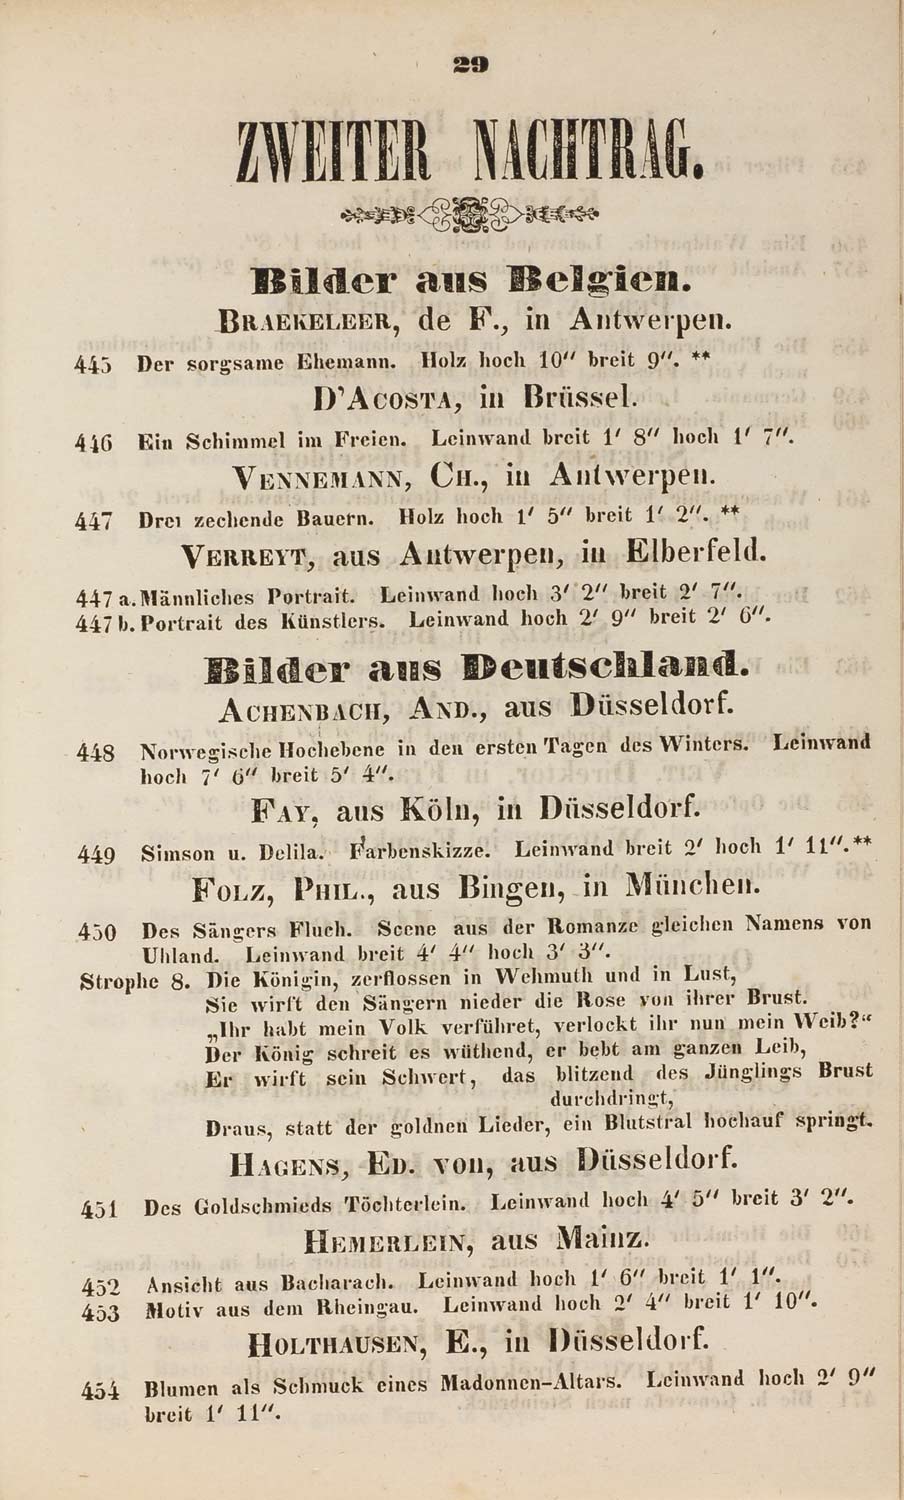 29
ZWEITER NACHTRAG.
Bilder aus Belgien.
BRAEKELEER, de F., in Antwerpen.
445 Der sorgsame Ehemann. Holz hoch 10″ breit 9″. **
D'ACOSTA, in Brüssel.
446 Ein Schimmel im Freien. Leinwand breit 1′ 8″ hoch 1′ 7″.
VENNEMANN, CH., in Antwerpen.
447 Drei zechende Bauern. Holz hoch 1′ 5″ breit 1′ 2″. **
VERREYT, aus Antwerpen, in Elberfeld.
447 a. Männliches Portrait. Leinwand hoch 3′ 2″ breit 2′ 7″.
447 b. Portrait des Künstlers. Leinwand hoch 2′ 9″ breit 2′ 6″.
Bilder aus Deutschland.
ACHENBACH, AND., aus Düsseldorf.
448 Norwegische Hochebene in den ersten Tagen des Winters. Leinwand
hoch 7′ 6″ breit 5′ 4″.
FAY, aus Köln, in Düsseldorf.
449 Simson u. Delila. Farbenskizze. Leinwand breit 2′ hoch 1′ 11″.**
FOLZ, PHIL., aus Bingen, in München.
450 Des Sängers Fluch. Scene aus der Romanze gleichen Namens von
Uhland. Leinwand breit 4′ 4″ hoch 3′ 3″.
Strophe 8. Die Königin, zerflossen in Wehmuth und in Lust,
Sie wirft den Sängern nieder die Rose von ihrer Brust.
„Ihr habt mein Volk verführet, verlockt ihr nun mein Weib?“
Der König schreit es wüthend, er bebt am ganzen Leib,
Er wirft sein Schwert, das blitzend des Jünglings Brust
durchdringt,
Draus, statt der goldnen Lieder, ein Blutstral hochauf springt.
HAGENS, ED. von, aus Düsseldorf.
451 Des Goldschmieds Töchterlein. Leinwand hoch 4′ 5″ breit 3′ 2″.
HEMERLEIN, aus Mainz.
452 Ansicht aus Bacharach. Leinwand hoch 1′ 6″ breit 1′ 1″.
453 Motiv aus dem Rheingau. Leinwand hoch 2′ 4″ breit 1′ 10″.
HOLTHAUSEN, E., in Düsseldorf.
454 Blumen als Schmuck eines Madonnen-Altars. Leinwand hoch 2′ 9″
breit 1′ 11″.